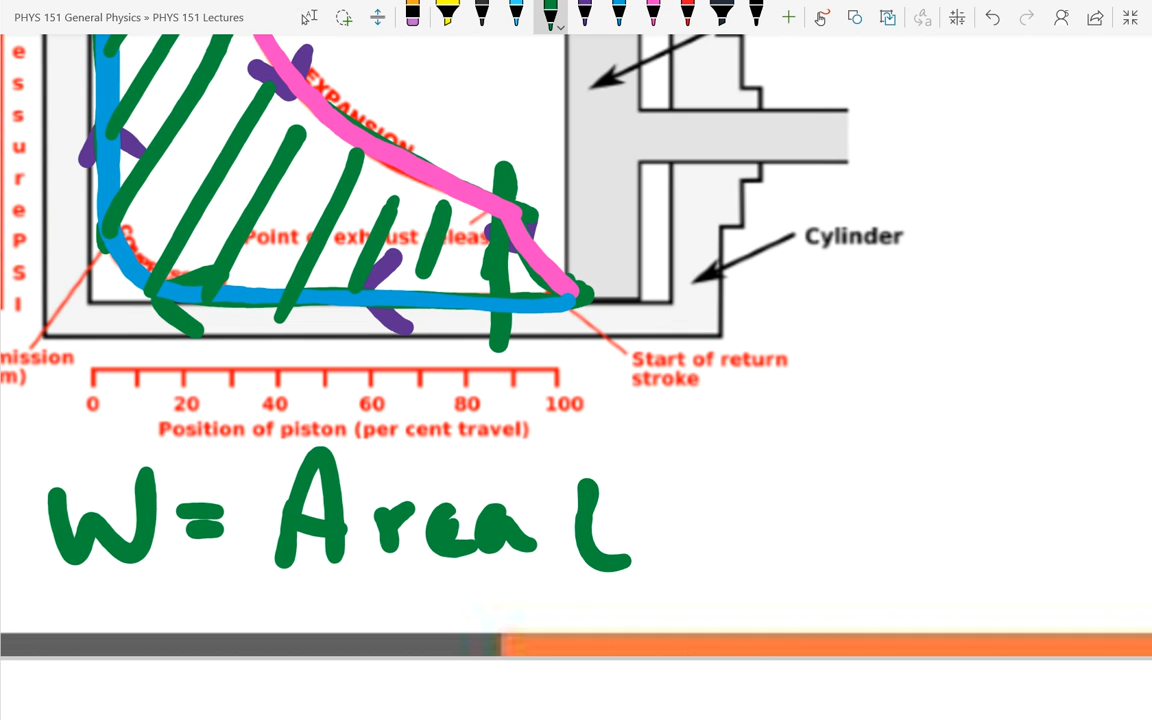 PHYS 151 General Physics » PHYS 151 Lectures
e
s
s
u
r
e
P
S
I
EXPANSION
Point of exhaust release
Cylinder
mission
m)
Start of return
stroke
0 20 40 60 80 100
Position of piston (per cent travel)
W = Area